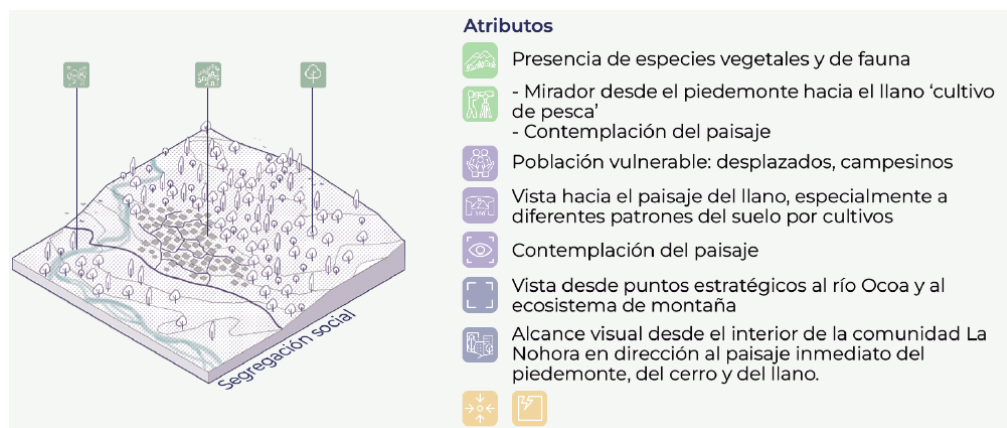 Atributos
Presencia de especies vegetales y de fauna
- Mirador desde el piedemonte hacia el llano ‘cultivo
de pesca’
- Contemplación del paisaje
Población vulnerable: desplazados, campesinos
Vista hacia el paisaje del llano, especialmente a
diferentes patrones del suelo por cultivos
Contemplación del paisaje
Vista desde puntos estratégicos al río Ocoa y al
ecosistema de montaña
Alcance visual desde el interior de la comunidad La
Nohora en dirección al paisaje inmediato del
piedemonte, del cerro y del llano.
Segregación social